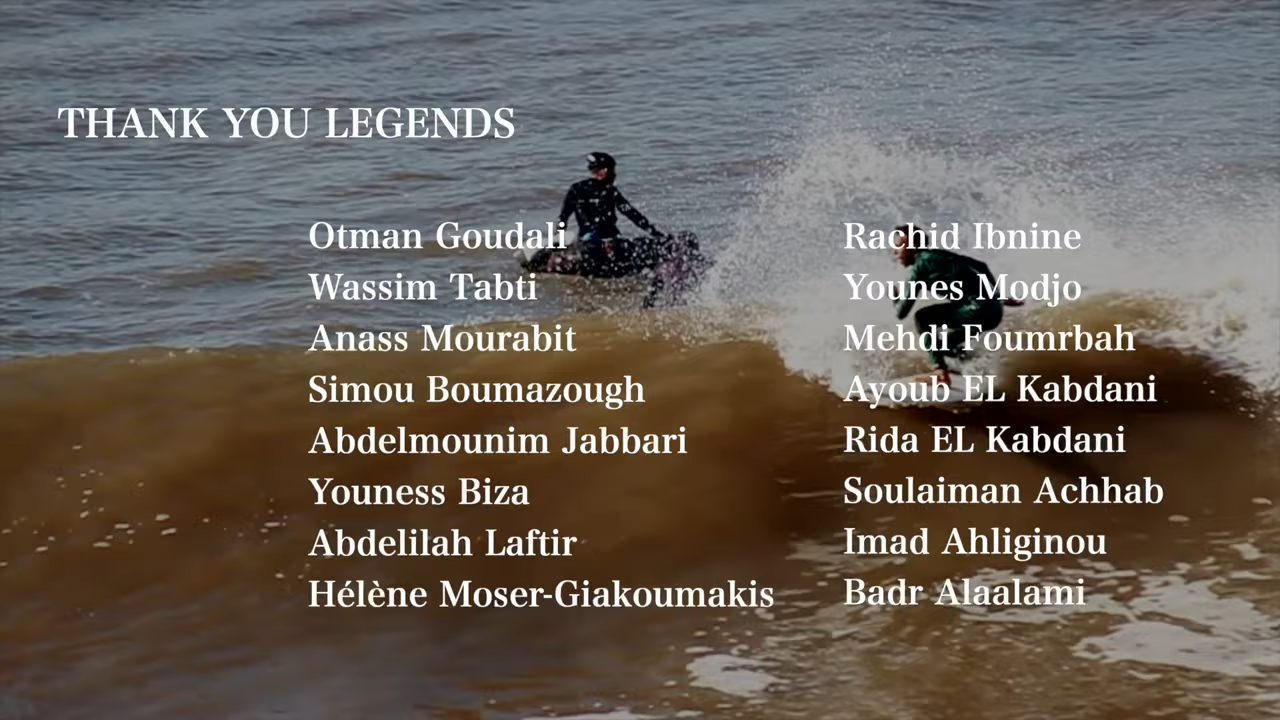 THANK YOU LEGENDS
Otman Goudali
Wassim Tabti
Anass Mourabit
Simou Boumazough
Abdelmounim Jabbari
Youness Biza
Abdelilah Laftir
Hélène Moser-Giakoumakis
Rachid Ibnine
Younes Modjo
Mehdi Foumrbah
Ayoub EL Kabdani
Rida EL Kabdani
Soulaiman Achhab
Imad Ahliginou
Badr Alaalami